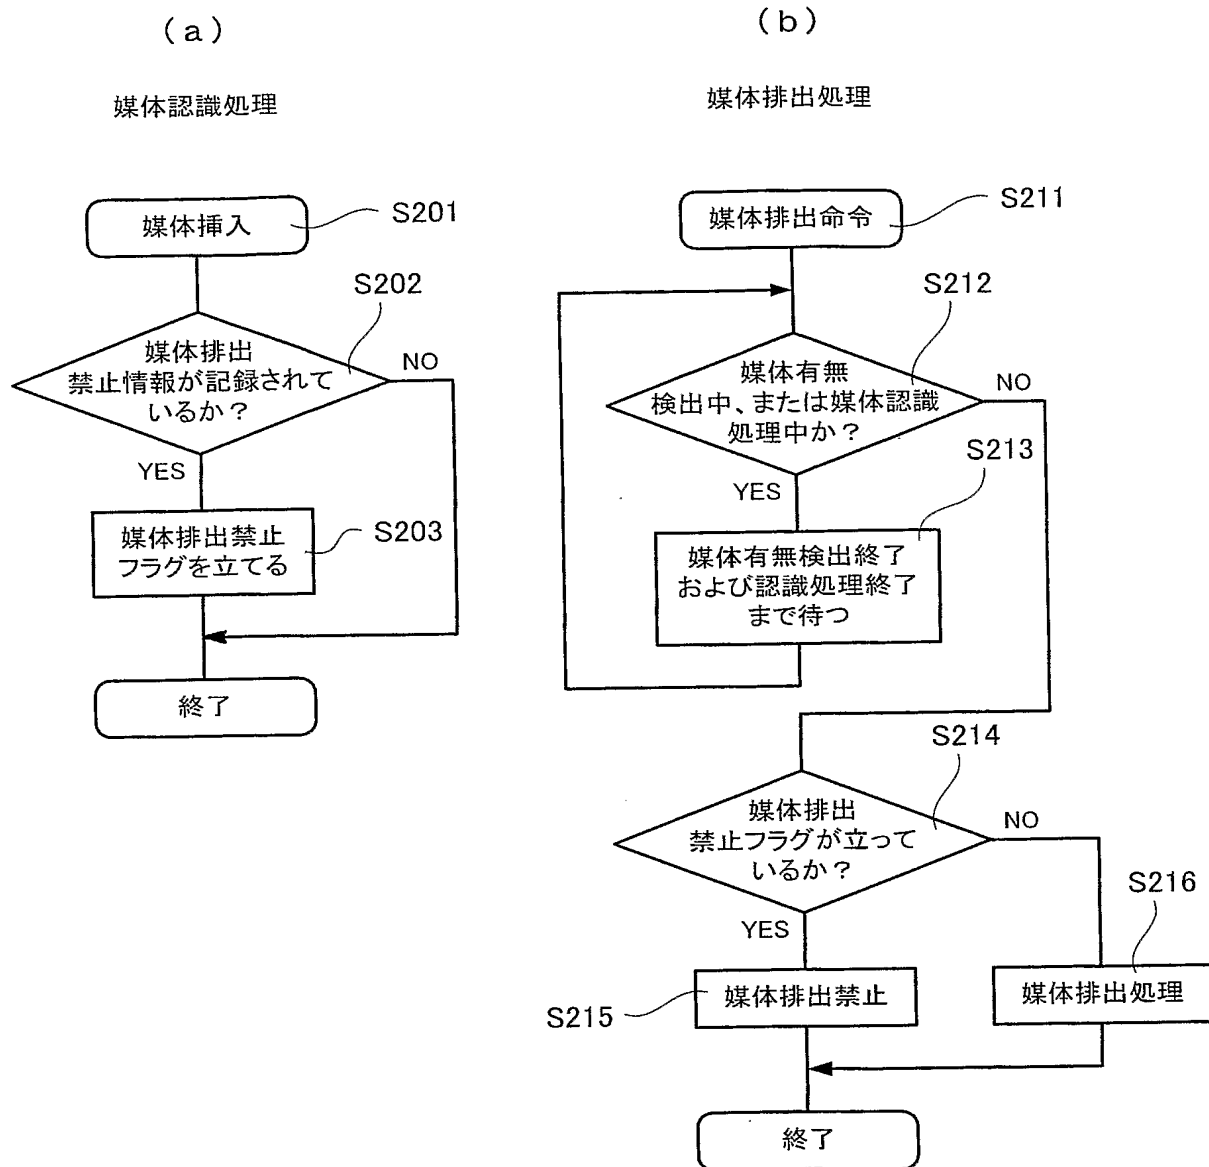 (a)
媒体認識処理
媒体挿入
S201
S202
媒体排出
禁止情報が記録されて
いるか？
NO
YES
媒体排出禁止
フラグを立てる
S203
終了
(b)
媒体排出処理
媒体排出命令
S211
S212
媒体有無
検出中、または媒体認識
処理中か？
NO
YES
S213
媒体有無検出終了
および認識処理終了
まで待つ
S214
媒体排出
禁止フラグが立って
いるか？
NO
YES
S215
媒体排出禁止
S216
媒体排出処理
終了